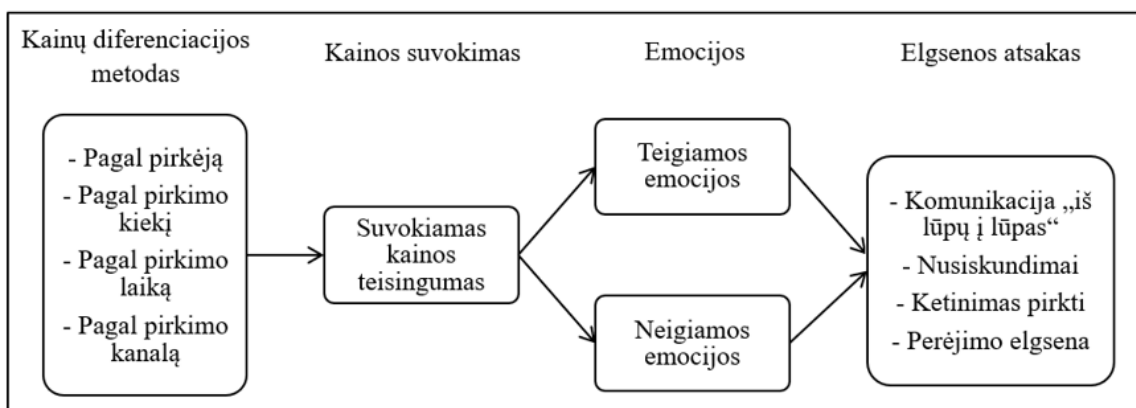 Kainų diferenciacijos
metodas
Kainos suvokimas
Emocijos
Elgsenos atsakas
- Pagal pirkėją
- Pagal pirkimo
kiekį
- Pagal pirkimo
laiką
- Pagal pirkimo
kanalą
Suvokiamas
kainos
teisingumas
Teigiamos
emocijos
Neigiamos
emocijos
- Komunikacija „iš
lūpų į lūpas“
- Nusiskundimai
- Ketinimas pirkti
- Perėjimo elgsena